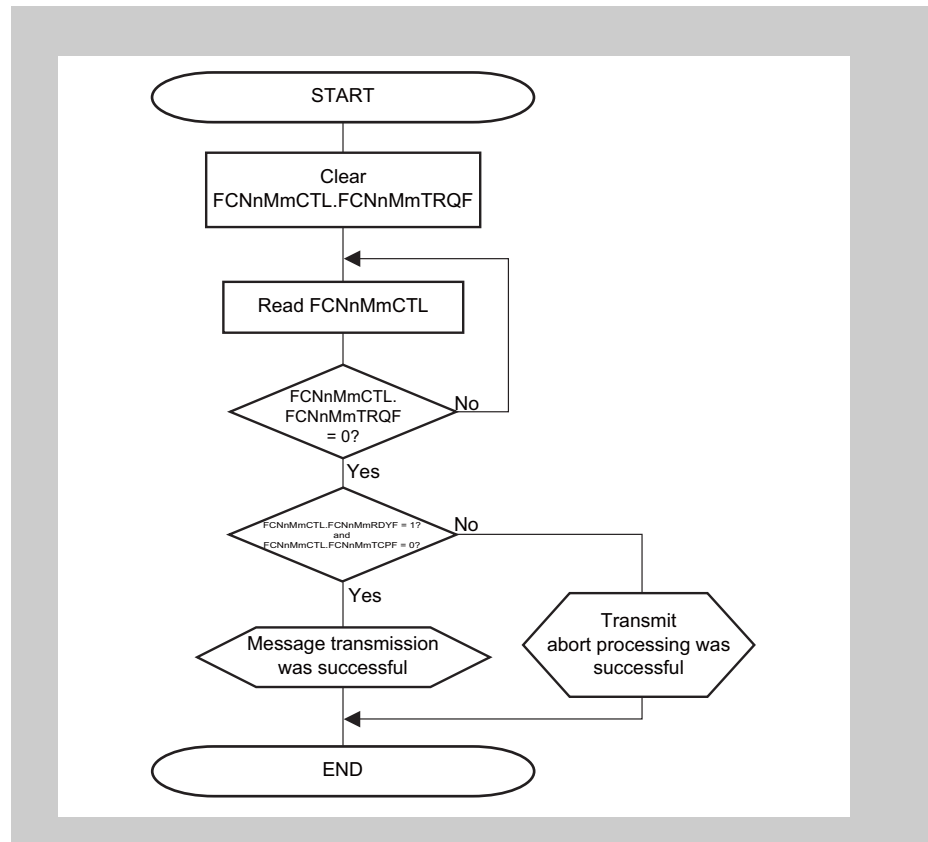 START
Clear
FCNnMmCTL.FCNnMmTRQF
Read FCNnMmCTL
FCNnMmCTL.
FCNnMmTRQF
= 0?
No
Yes
FCNnMmCTL.FCNnMmRDYF = 1?
and
FCNnMmCTL.FCNnMmTCPF = 0?
No
Yes
Message transmission
was successful
Transmit
abort processing was
successful
END